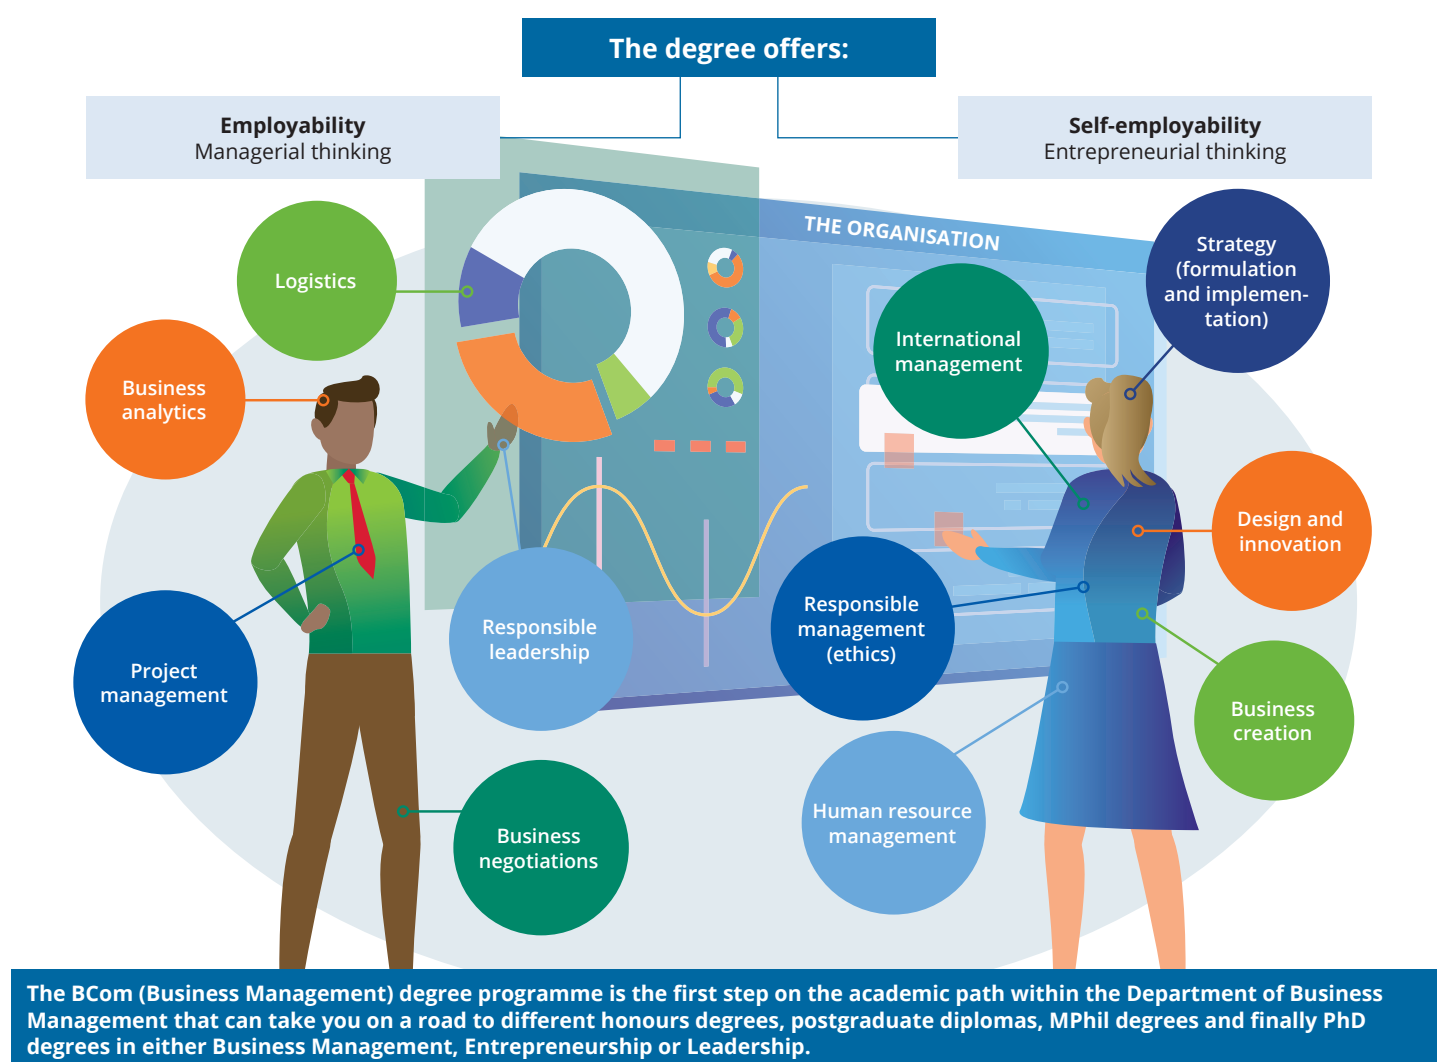 The degree offers:
Employability
Managerial thinking
Self-employability
Entrepreneurial thinking
THE ORGANISATION
Logistics
Business
analytics
Project
management
Responsible
leadership
Business
negotiations
International
management
Strategy
(formulation
and implemen-
tation)
Design and
innovation
Responsible
management
(ethics)
Business
creation
Human resource
management
The BCom (Business Management) degree programme is the first step on the academic path within the Department of Business
Management that can take you on a road to different honours degrees, postgraduate diplomas, MPhil degrees and finally PhD
degrees in either Business Management, Entrepreneurship or Leadership.